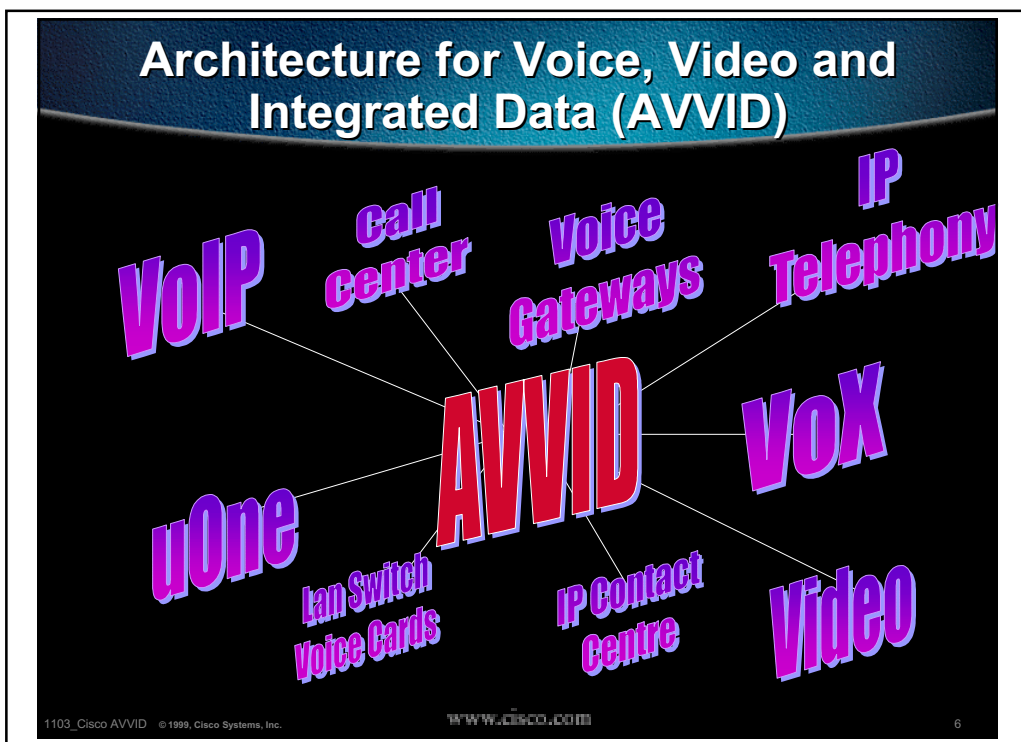 Architecture for Voice, Video and
Integrated Data (AVVID)
VoIP
Call
Center
Voice
Gateways
IP
Telephony
AVVID
VoX
uOne
Lan Switch
Voice Cards
IP Contact
Centre
Video
1103_Cisco AVVID © 1999, Cisco Systems, Inc. www.cisco.com 6